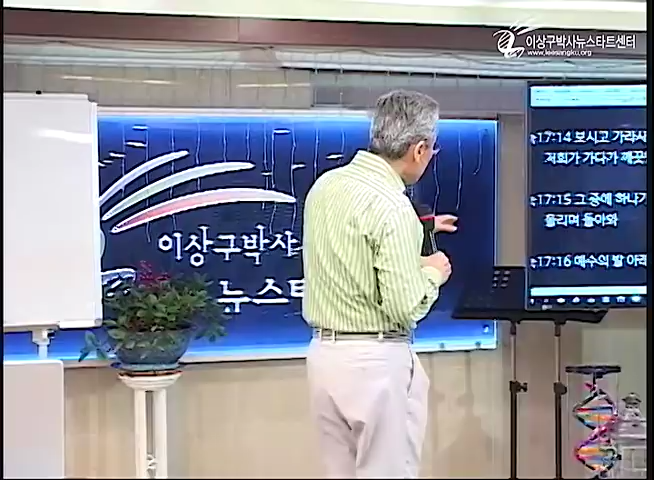 이상구박사뉴스타트센터
www.leesangku.org
이상구박사
뉴스트
17:14 보시고 가라사
저희가 가다가 깨끗
17:15 그 중에 하나가
돌리며 돌아와
17:16 예수의 발 아래